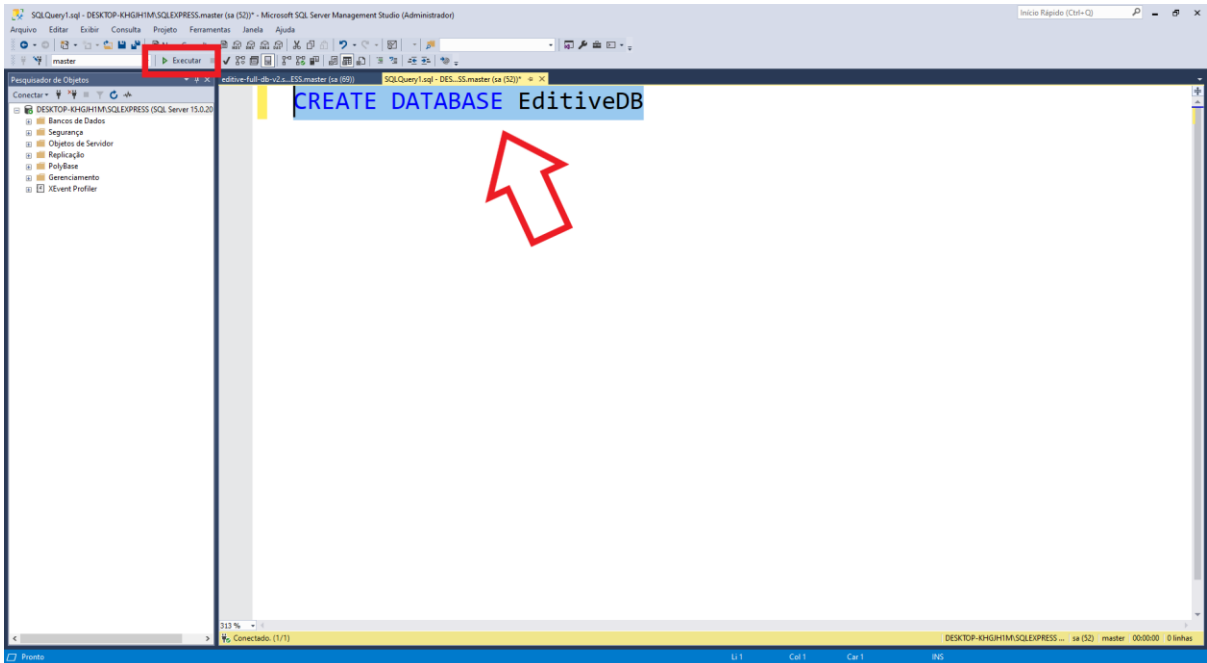 SQLQuery1.sql - DESKTOP-KHGJH1M\SQLEXPRESS.master (sa (52))* - Microsoft SQL Server Management Studio (Administrador)
Início Rápido (Ctrl+Q)
Arquivo Editar Exibir Consulta Projeto Ferramentas Janela Ajuda
master
Executar
Pesquisador de Objetos
editive-full-db-v2.s...ESS.master (sa (69))
SQLQuery1.sql - DES...SS.master (sa (52))*
Conectar
DESKTOP-KHGJH1M\SQLEXPRESS (SQL Server 15.0.20
Bancos de Dados
Segurança
Objetos de Servidor
Replicação
PolyBase
Gerenciamento
XEvent Profiler
CREATE DATABASE EditiveDB
313 %
Conectado. (1/1)
DESKTOP-KHGJH1M\SQLEXPRESS ... sa (52) master 00:00:00 0 linhas
Pronto
Li 1 Col 1 Car 1 INS